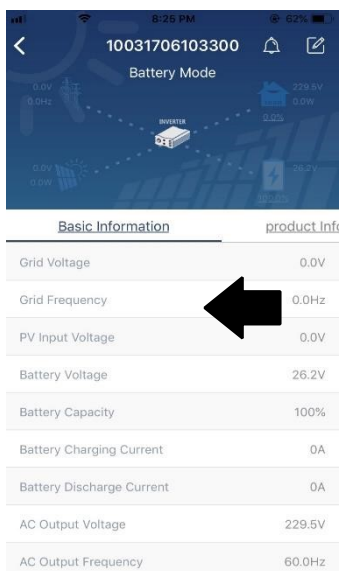 8:25 PM
62%
10031706103300
Battery Mode
0.0V
0.0Hz
229.5V
0.0W
0.0%
INVERTER
0.0V
0.0W
26.2V
100.0%
Basic Information
product Info
Grid Voltage 0.0V
Grid Frequency 0.0Hz
PV Input Voltage 0.0V
Battery Voltage 26.2V
Battery Capacity 100%
Battery Charging Current 0A
Battery Discharge Current 0A
AC Output Voltage 229.5V
AC Output Frequency 60.0Hz